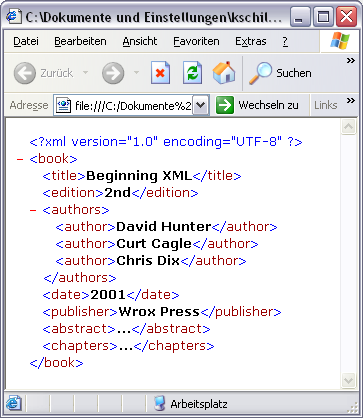 C:\Dokumente und Einstellungen\kschil...
Datei Bearbeiten Ansicht Favoriten Extras ? »
Zurück Suchen »
Adresse file:///C:/Dokumente%2 Wechseln zu Links »
<?xml version="1.0" encoding="UTF-8" ?>
- <book>
<title>Beginning XML</title>
<edition>2nd</edition>
- <authors>
<author>David Hunter</author>
<author>Curt Cagle</author>
<author>Chris Dix</author>
</authors>
<date>2001</date>
<publisher>Wrox Press</publisher>
<abstract>...</abstract>
<chapters>...</chapters>
</book>
Arbeitsplatz